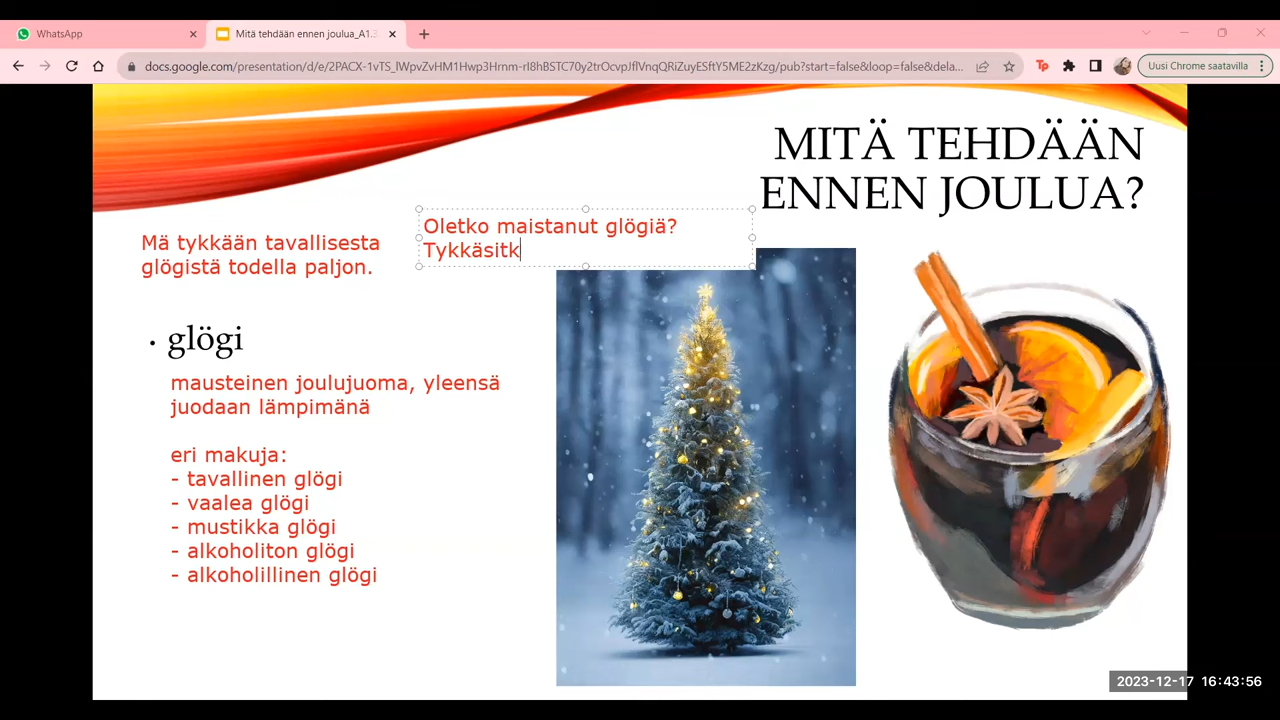 WhatsApp
Mitä tehdään ennen joulua_A1.
docs.google.com/presentation/d/e/2PACX-1vTS_lWpvZvHM1Hwp3Hrnm-rl8hBSTC70y2trOcvpJflVnqQRiZuyESftY5ME2zKzg/pub?start=false&loop=false&dela...
Uusi Chrome saatavilla
MITÄ TEHDÄÄN
ENNEN JOULUA?
Oletko maistanut glögiä?
Tykkäsitk
Mä tykkään tavallisesta
glögistä todella paljon.
• glögi
mausteinen joulujuoma, yleensä
juodaan lämpimänä
eri makuja:
- tavallinen glögi
- vaalea glögi
- mustikka glögi
- alkoholiton glögi
- alkoholillinen glögi
2023-12-17 16:43:56